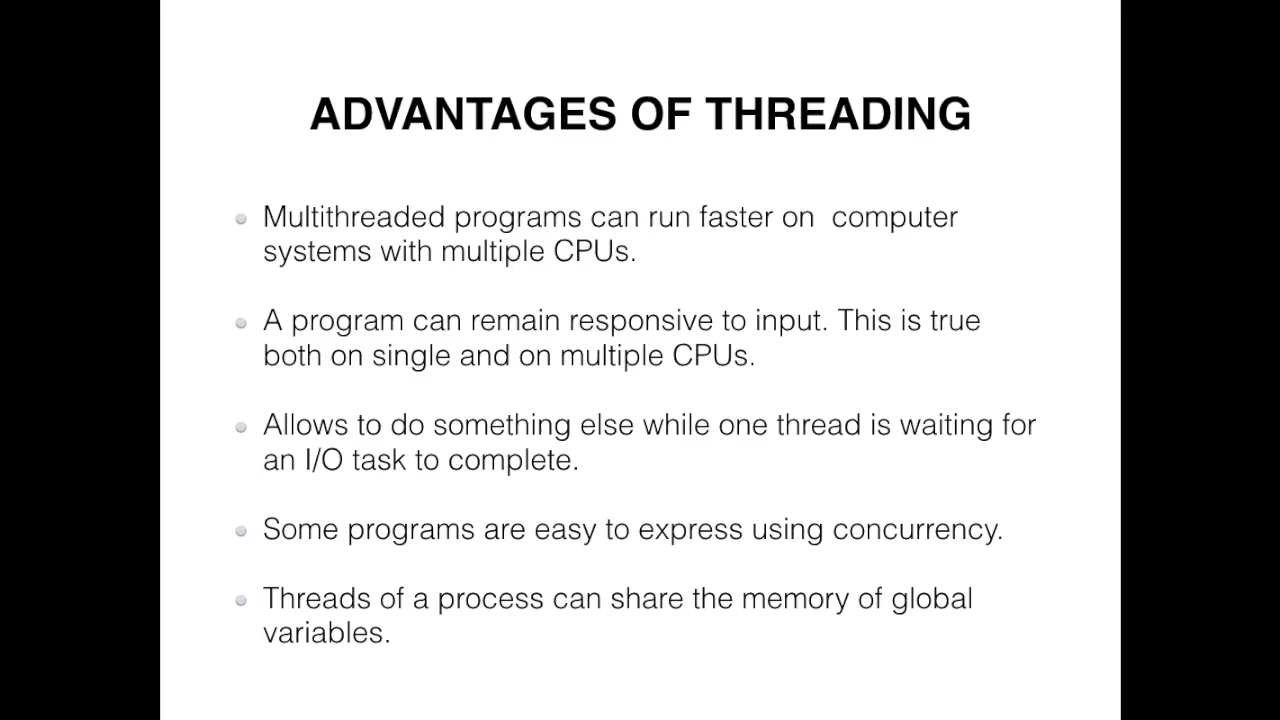 ADVANTAGES OF THREADING
Multithreaded programs can run faster on  computer
systems with multiple CPUs.
A program can remain responsive to input. This is true
both on single and on multiple CPUs.
Allows to do something else while one thread is waiting for
an I/O task to complete.
Some programs are easy to express using concurrency.
Threads of a process can share the memory of global
variables.